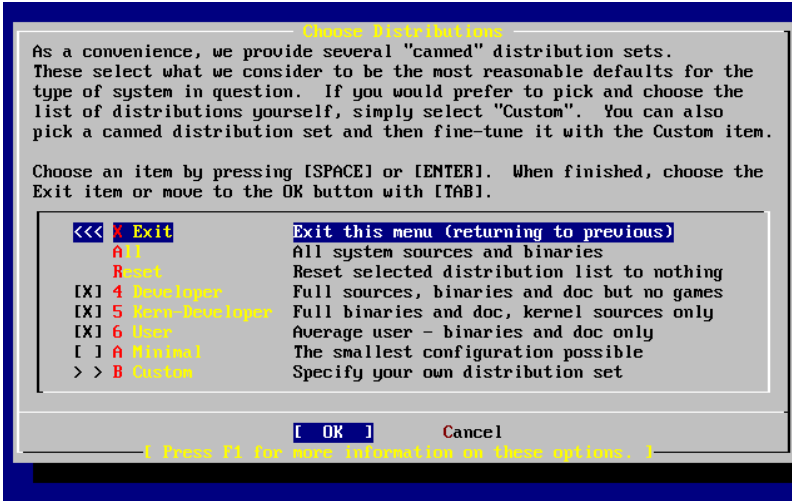 Choose Distributions
As a convenience, we provide several "canned" distribution sets.
These select what we consider to be the most reasonable defaults for the
type of system in question.  If you would prefer to pick and choose the
list of distributions yourself, simply select "Custom".  You can also
pick a canned distribution set and then fine-tune it with the Custom item.
Choose an item by pressing [SPACE] or [ENTER].  When finished, choose the
Exit item or move to the OK button with [TAB].
<<< X Exit Exit this menu (returning to previous)
All All system sources and binaries
Reset Reset selected distribution list to nothing
[X] 4 Developer Full sources, binaries and doc but no games
[X] 5 Kern-Developer Full binaries and doc, kernel sources only
[X] 6 User Average user - binaries and doc only
[ ] A Minimal The smallest configuration possible
> > B Custom Specify your own distribution set
[ OK ] Cancel
[ Press F1 for more information on these options. ]